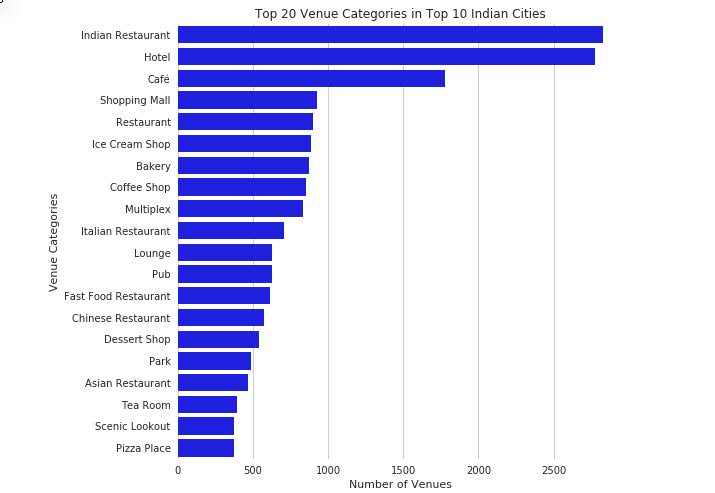 Top 20 Venue Categories in Top 10 Indian Cities
Venue Categories
Indian Restaurant
Hotel
Café
Shopping Mall
Restaurant
Ice Cream Shop
Bakery
Coffee Shop
Multiplex
Italian Restaurant
Lounge
Pub
Fast Food Restaurant
Chinese Restaurant
Dessert Shop
Park
Asian Restaurant
Tea Room
Scenic Lookout
Pizza Place
0 500 1000 1500 2000 2500
Number of Venues